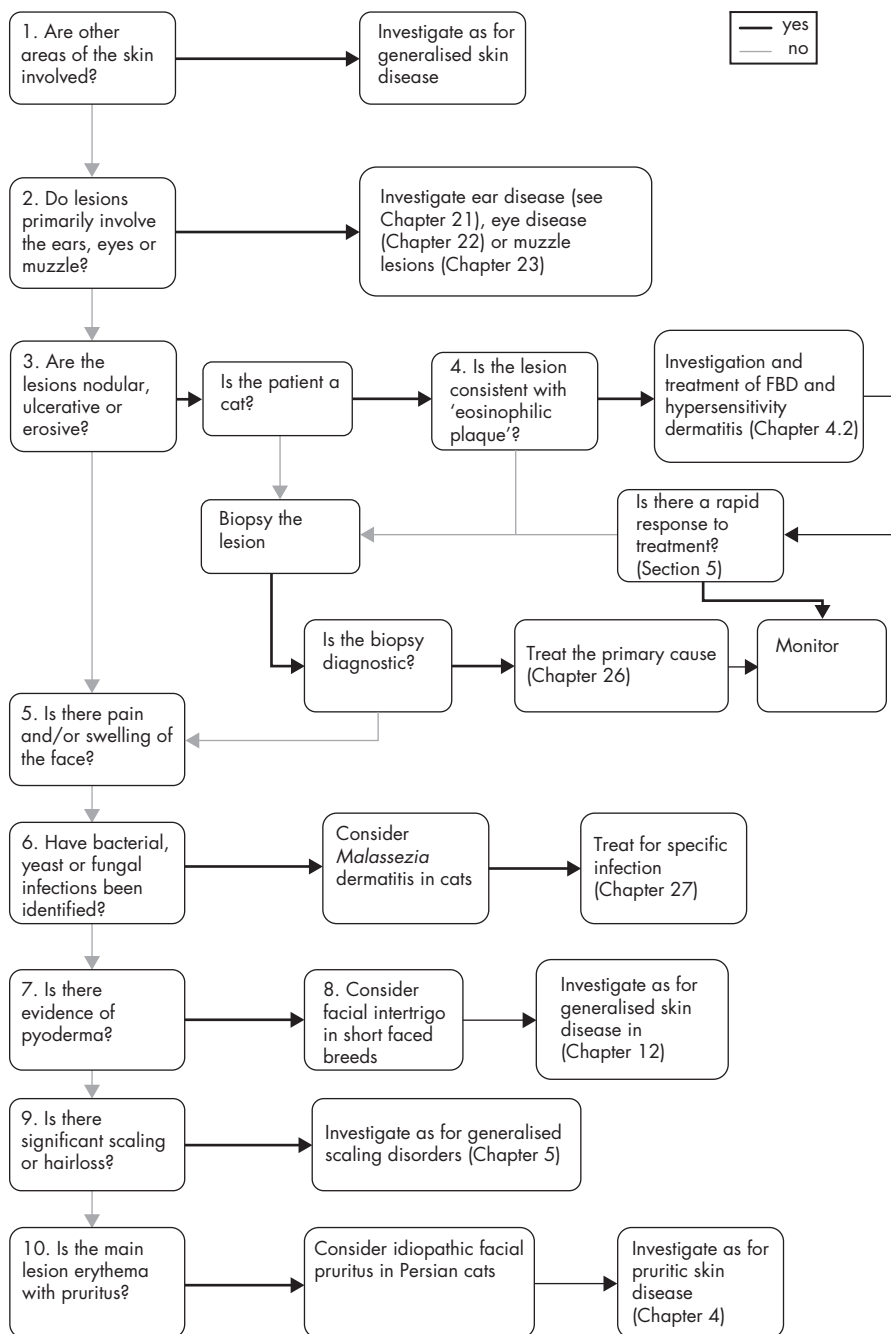 1. Are other
areas of the skin
involved?
Investigate as for
generalised skin
disease
yes
no
2. Do lesions
primarily involve
the ears, eyes or
muzzle?
Investigate ear disease (see
Chapter 21), eye disease
(Chapter 22) or muzzle
lesions (Chapter 23)
3. Are the
lesions nodular,
ulcerative or
erosive?
Is the patient a
cat?
4. Is the lesion
consistent with
‘eosinophilic
plaque’?
Investigation and
treatment of FBD and
hypersensitivity
dermatitis (Chapter 4.2)
Biopsy the
lesion
Is there a rapid
response to
treatment?
(Section 5)
Is the biopsy
diagnostic?
Treat the primary cause
(Chapter 26)
Monitor
5. Is there pain
and/or swelling of
the face?
6. Have bacterial,
yeast or fungal
infections been
identified?
Consider
Malassezia
dermatitis in cats
Treat for specific
infection
(Chapter 27)
7. Is there
evidence of
pyoderma?
8. Consider
facial intertrigo
in short faced
breeds
Investigate as for
generalised skin
disease in
(Chapter 12)
9. Is there
significant scaling
or hairloss?
Investigate as for generalised
scaling disorders (Chapter 5)
10. Is the main
lesion erythema
with pruritus?
Consider idiopathic facial
pruritus in Persian cats
Investigate as for
pruritic skin
disease
(Chapter 4)